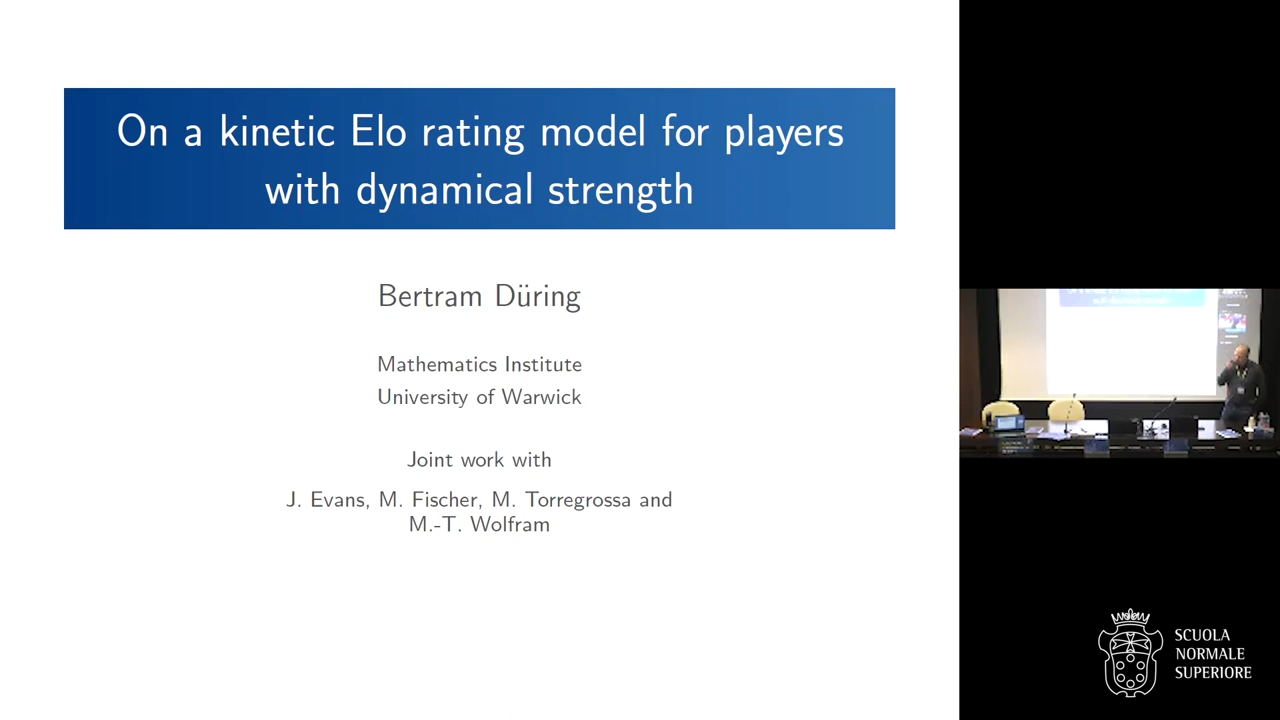 On a kinetic Elo rating model for players
with dynamical strength
Bertram Düring
Mathematics Institute
University of Warwick
Joint work with
J. Evans, M. Fischer, M. Torregrossa and
M.-T. Wolfram
SCUOLA
NORMALE
SUPERIORE